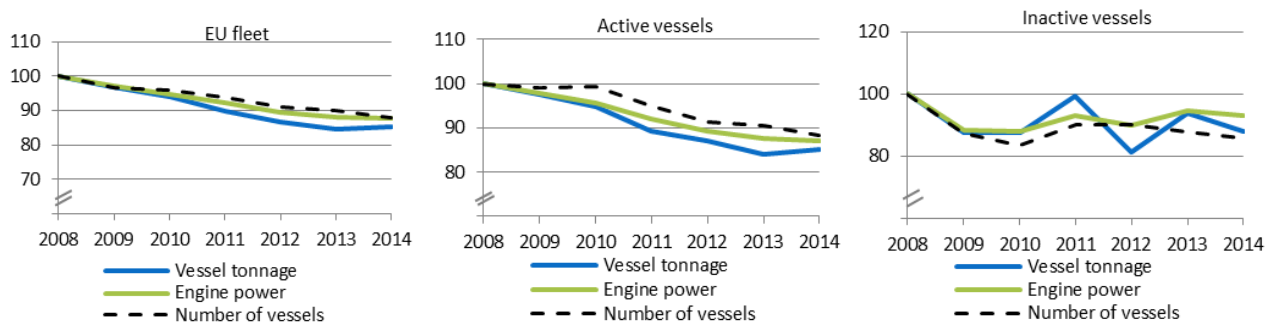 EU fleet
110
100
90
80
70
2008 2009 2010 2011 2012 2013 2014
Vessel tonnage
Engine power
Number of vessels
Active vessels
110
100
90
80
2008 2009 2010 2011 2012 2013 2014
Vessel tonnage
Engine power
Number of vessels
Inactive vessels
120
100
80
2008 2009 2010 2011 2012 2013 2014
Vessel tonnage
Engine power
Number of vessels